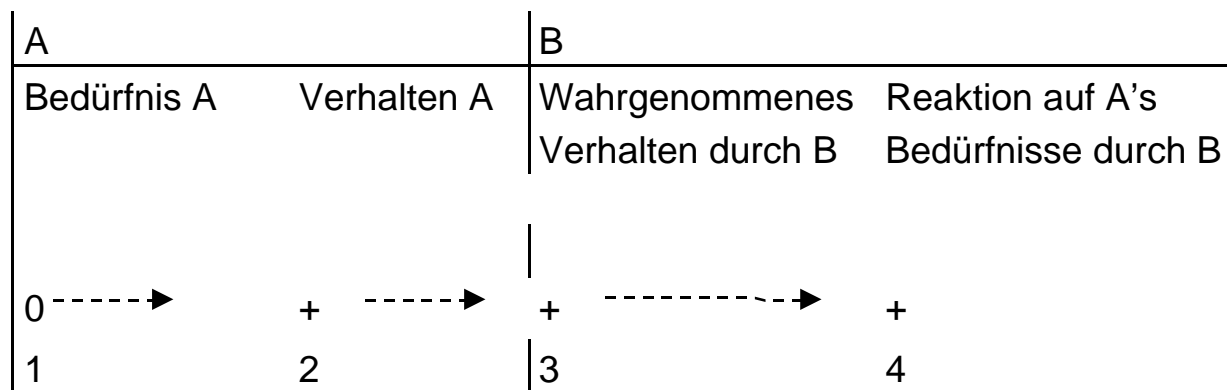 A B
Bedürfnis A Verhalten A Wahrgenommenes Reaktion auf A’s
Verhalten durch B Bedürfnisse durch B
0 + + +
1 2 3 4